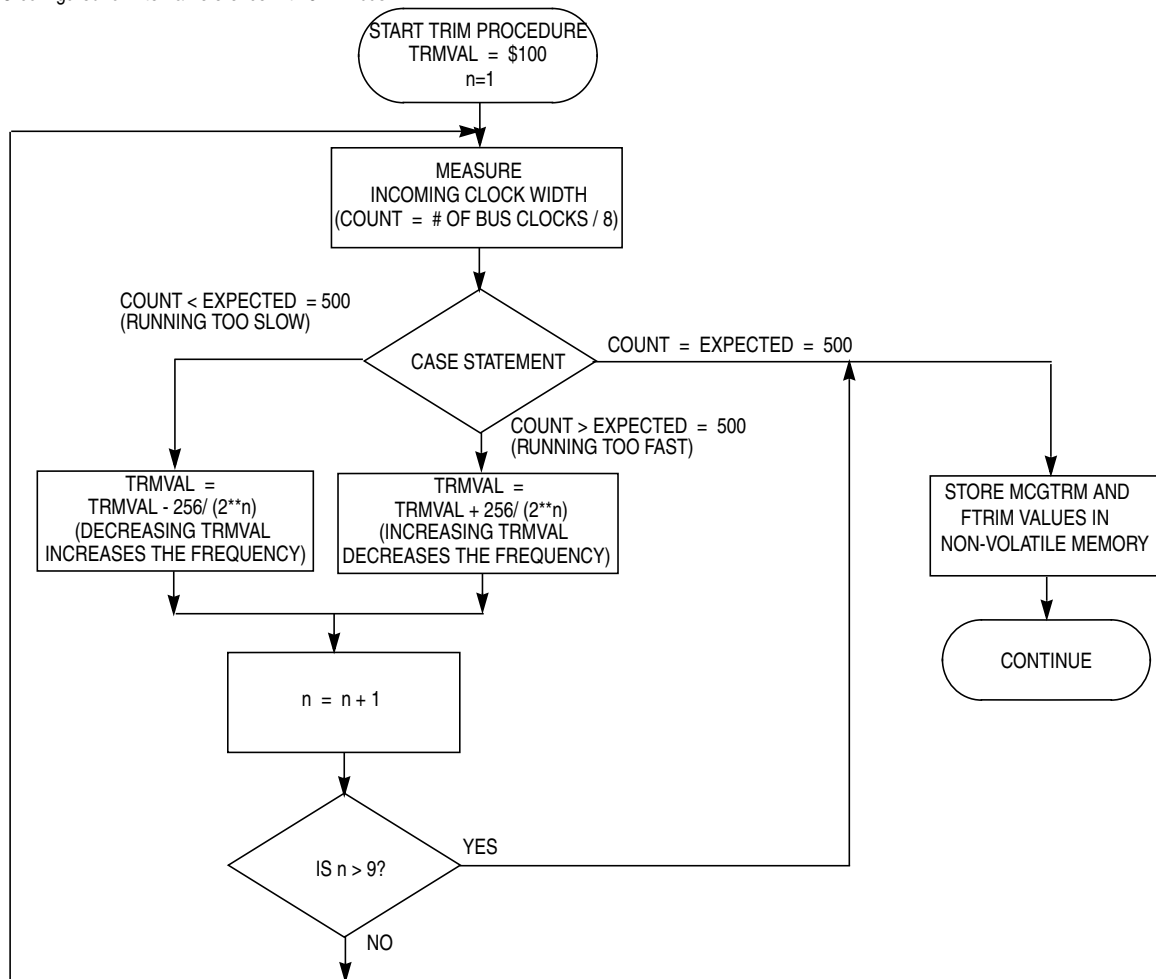 START TRIM PROCEDURE
TRMVAL = $100
n=1
MEASURE
INCOMING CLOCK WIDTH
(COUNT = # OF BUS CLOCKS / 8)
COUNT < EXPECTED = 500
(RUNNING TOO SLOW)
CASE STATEMENT
COUNT = EXPECTED = 500
COUNT > EXPECTED = 500
(RUNNING TOO FAST)
TRMVAL =
TRMVAL - 256/ (2**n)
(DECREASING TRMVAL
INCREASES THE FREQUENCY)
TRMVAL =
TRMVAL + 256/ (2**n)
(INCREASING TRMVAL
DECREASES THE FREQUENCY)
STORE MCGTRM AND
FTRIM VALUES IN
NON-VOLATILE MEMORY
CONTINUE
n = n + 1
IS n > 9?
YES
NO